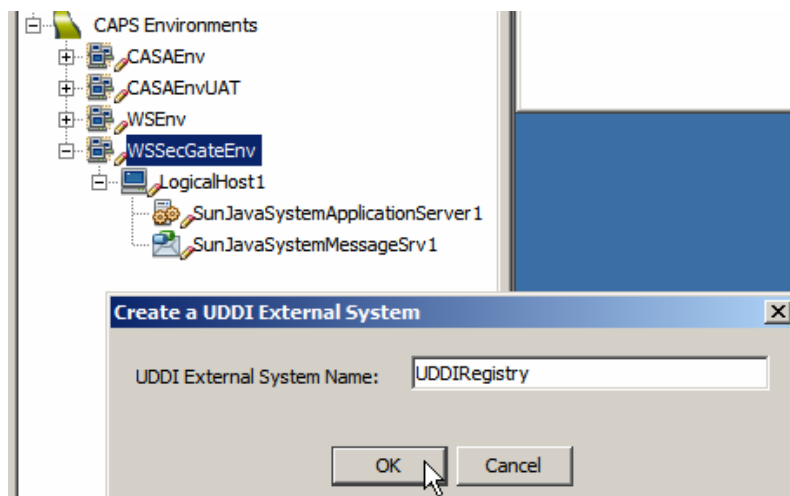 CAPS Environments
CASAEnv
CASAEnvUAT
WSEnv
WSSecGateEnv
LogicalHost1
SunJavaSystemApplicationServer1
SunJavaSystemMessageSrv1
Create a UDDI External System
UDDI External System Name: UDDIRegistry
OK Cancel